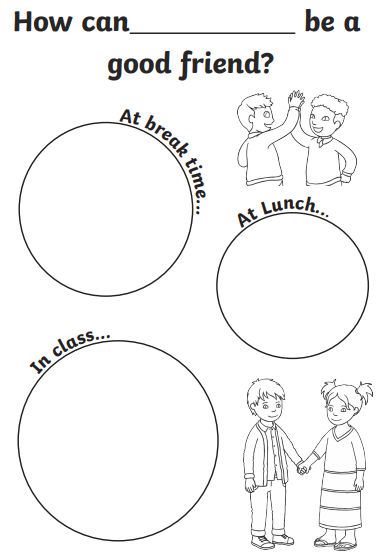 How can____________ be a
good friend?
At break time...
At Lunch...
In class...